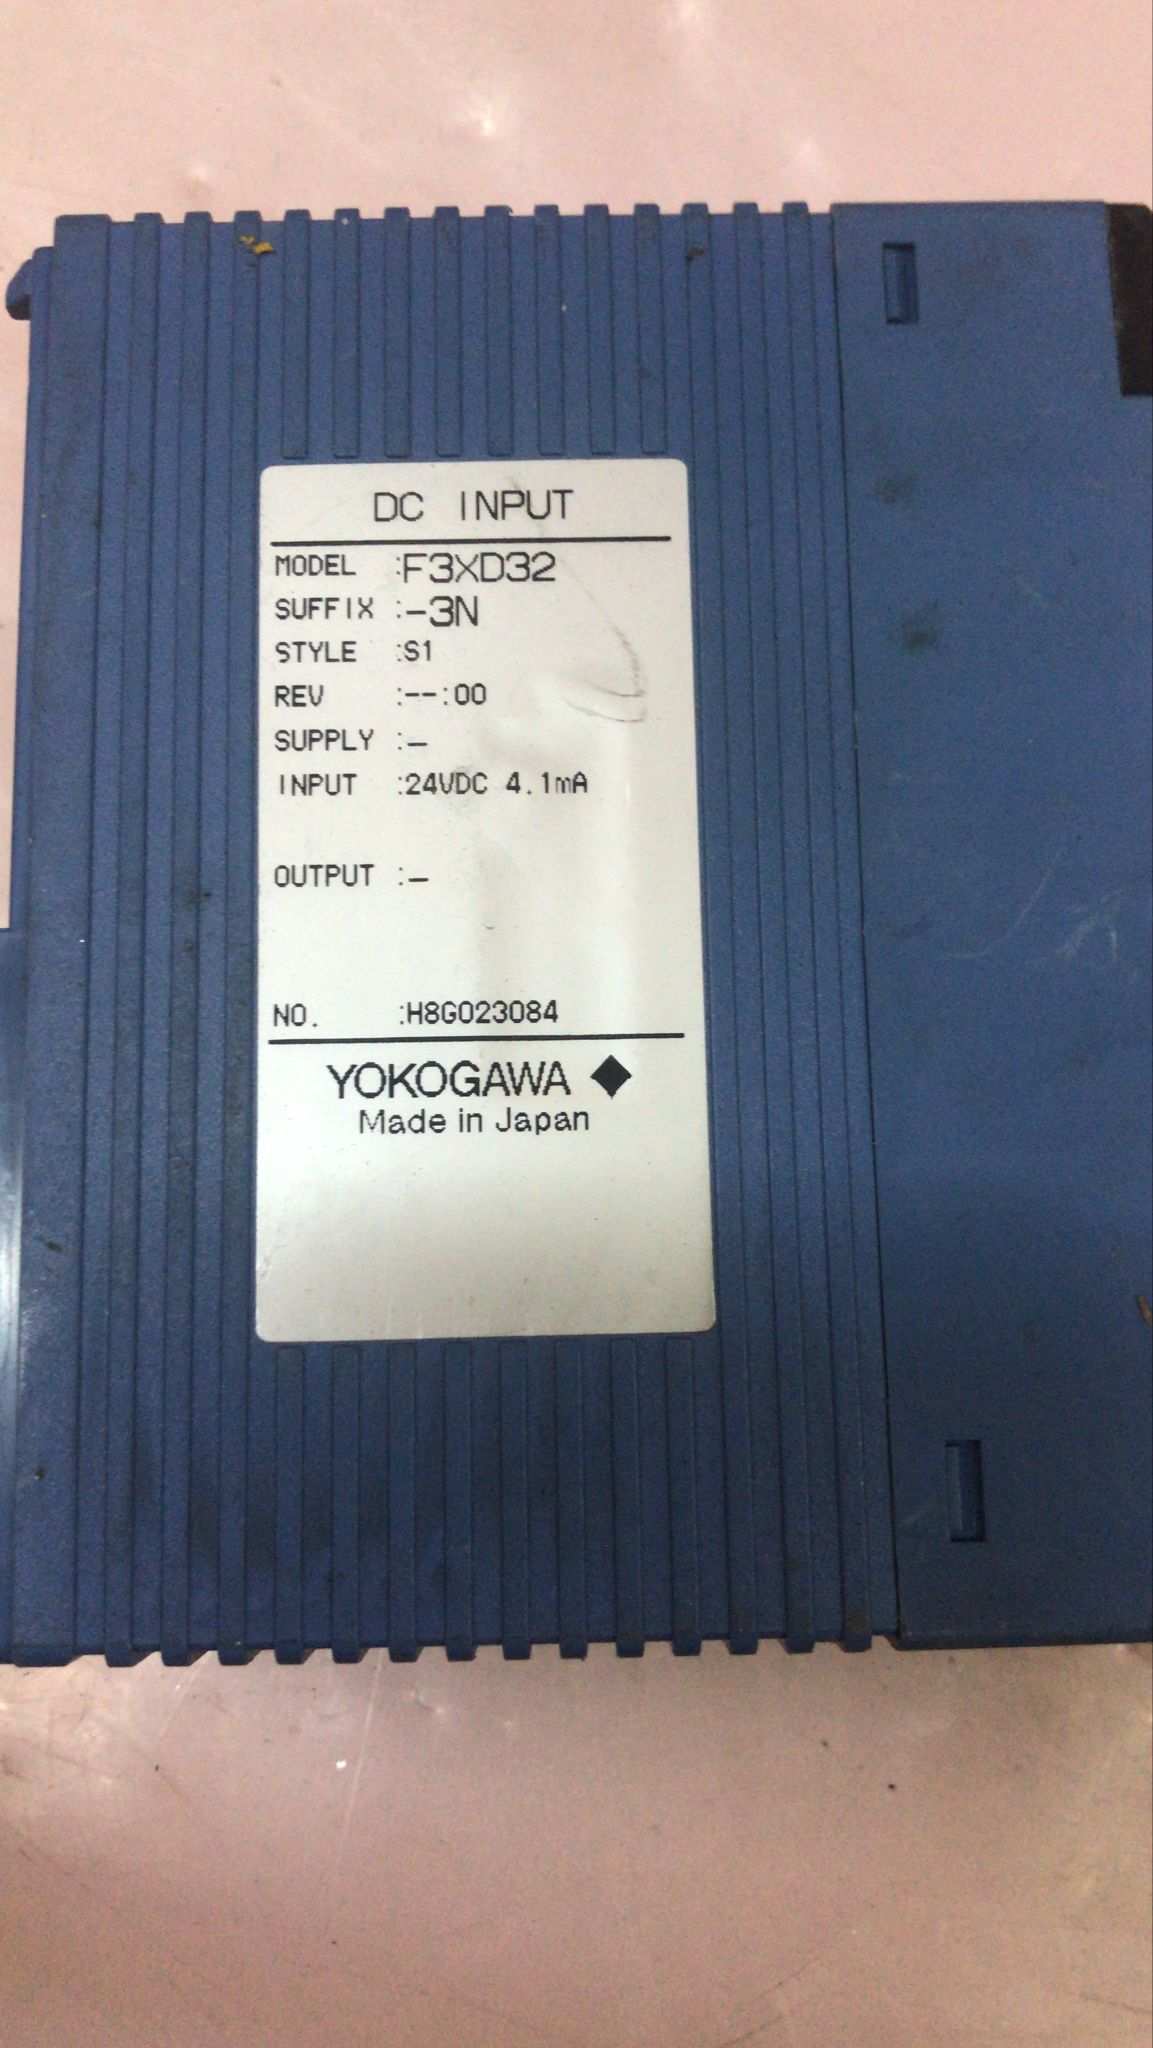 DC INPUT
MODEL :F3XD32
SUFFIX :-3N
STYLE :S1
REV :--:00
SUPPLY :-
INPUT :24VDC 4.1mA
OUTPUT :-
NO. :H8G023084
YOKOGAWA ◆
Made in Japan